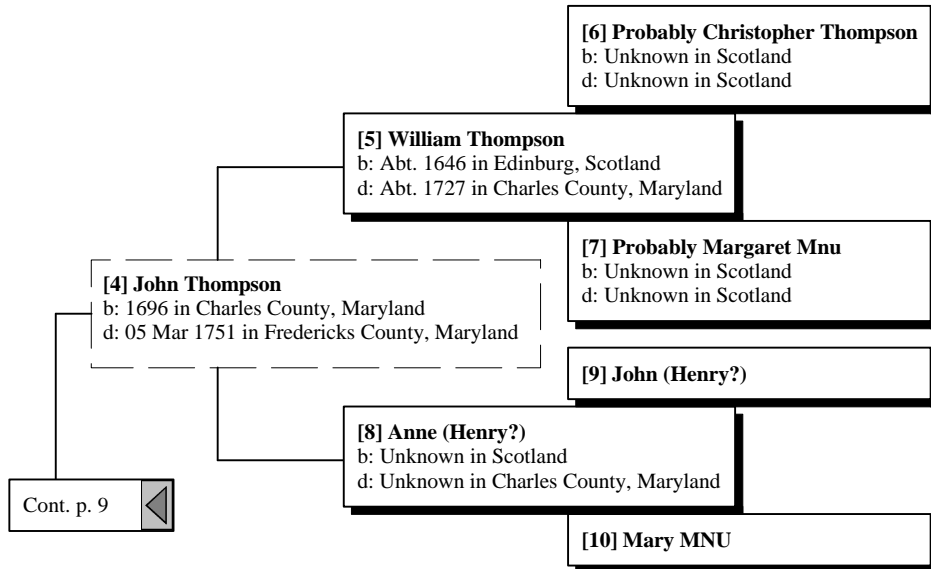 [6] Probably Christopher Thompson
b: Unknown in Scotland
d: Unknown in Scotland
[5] William Thompson
b: Abt. 1646 in Edinburg, Scotland
d: Abt. 1727 in Charles County, Maryland
[7] Probably Margaret Mnu
b: Unknown in Scotland
d: Unknown in Scotland
[4] John Thompson
b: 1696 in Charles County, Maryland
d: 05 Mar 1751 in Fredericks County, Maryland
[9] John (Henry?)
[8] Anne (Henry?)
b: Unknown in Scotland
d: Unknown in Charles County, Maryland
Cont. p. 9
[10] Mary MNU